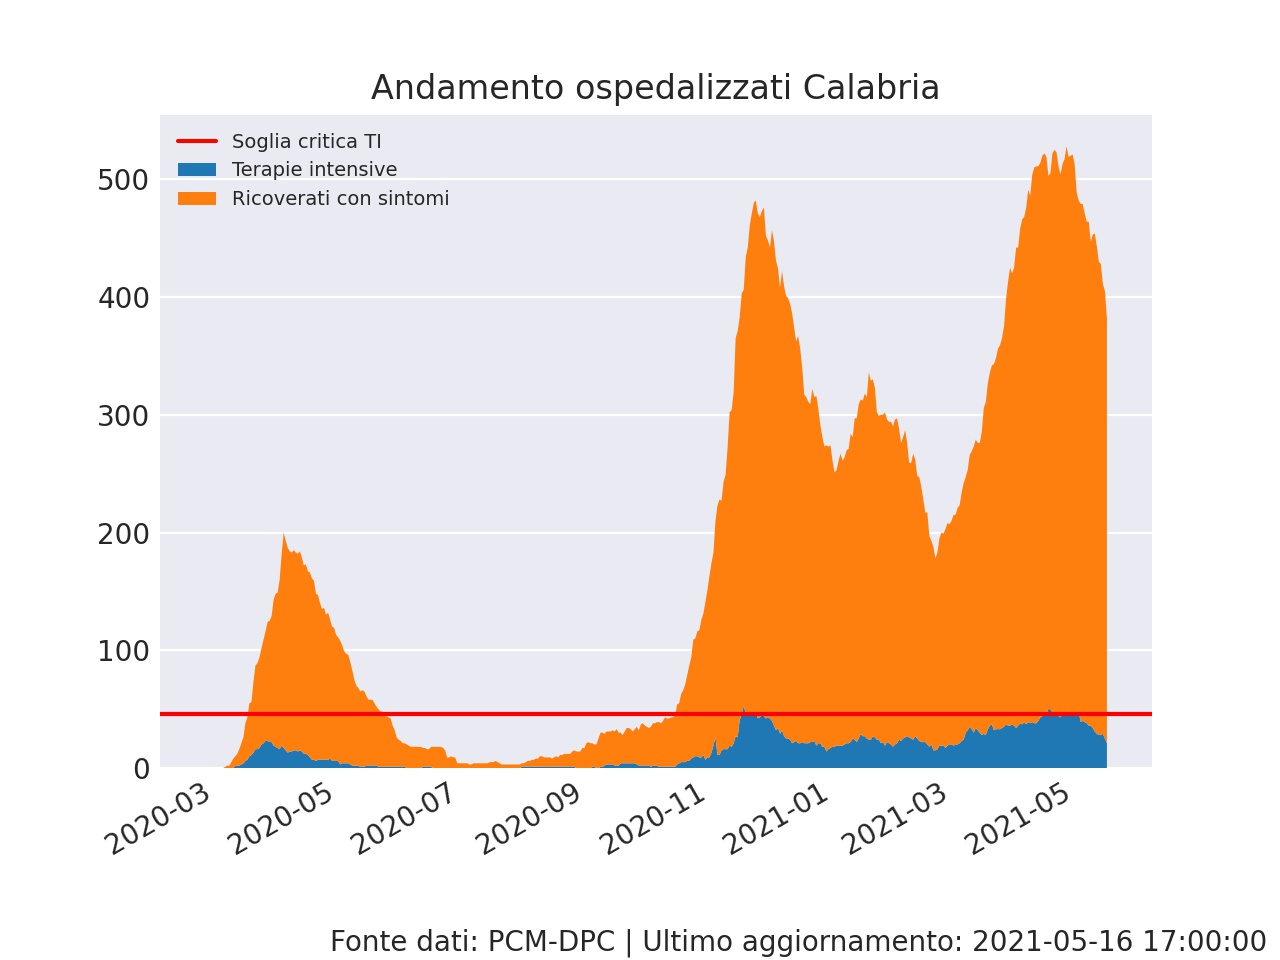 Andamento ospedalizzati Calabria
Soglia critica TI
Terapie intensive
Ricoverati con sintomi
500
400
300
200
100
0
2020-03
2020-05
2020-07
2020-09
2020-11
2021-01
2021-03
2021-05
Fonte dati: PCM-DPC | Ultimo aggiornamento: 2021-05-16 17:00:00